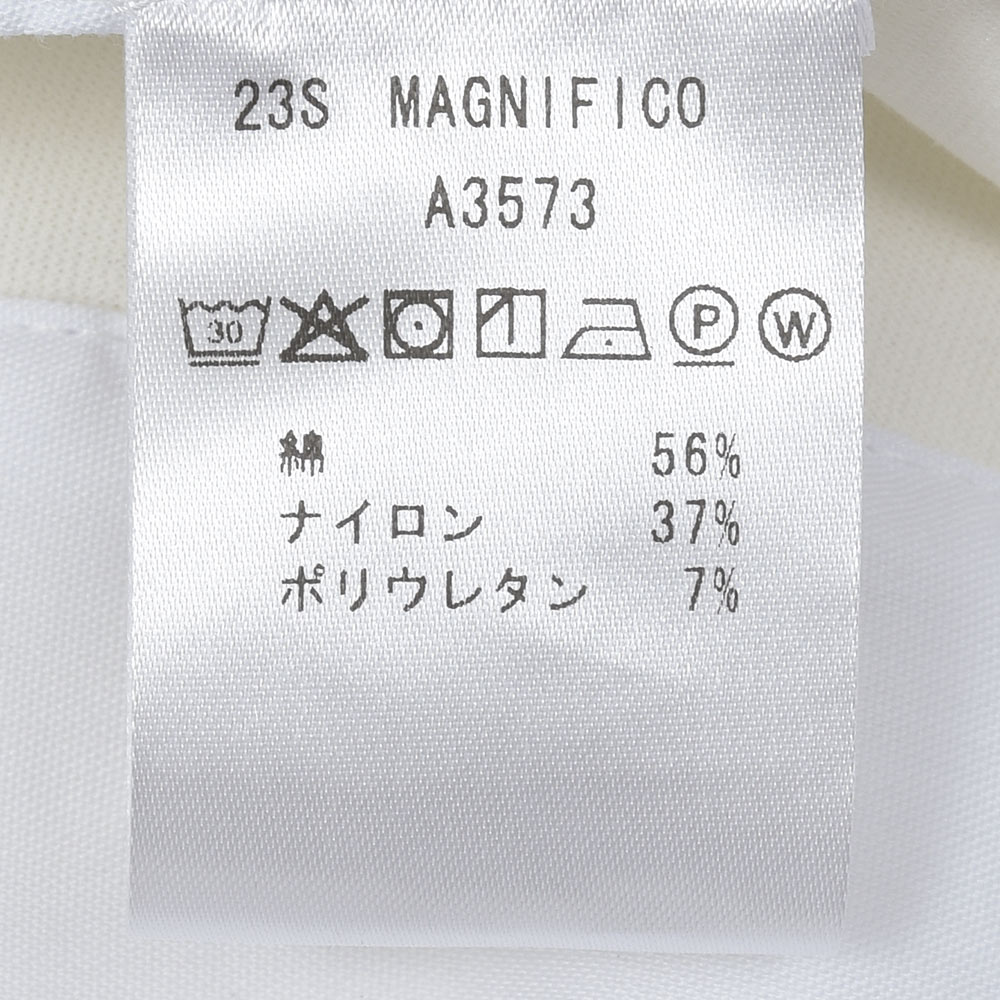 23S MAGNIFICO
A3573
30 P W
綿 56%
ナイロン 37%
ポリウレタン 7%